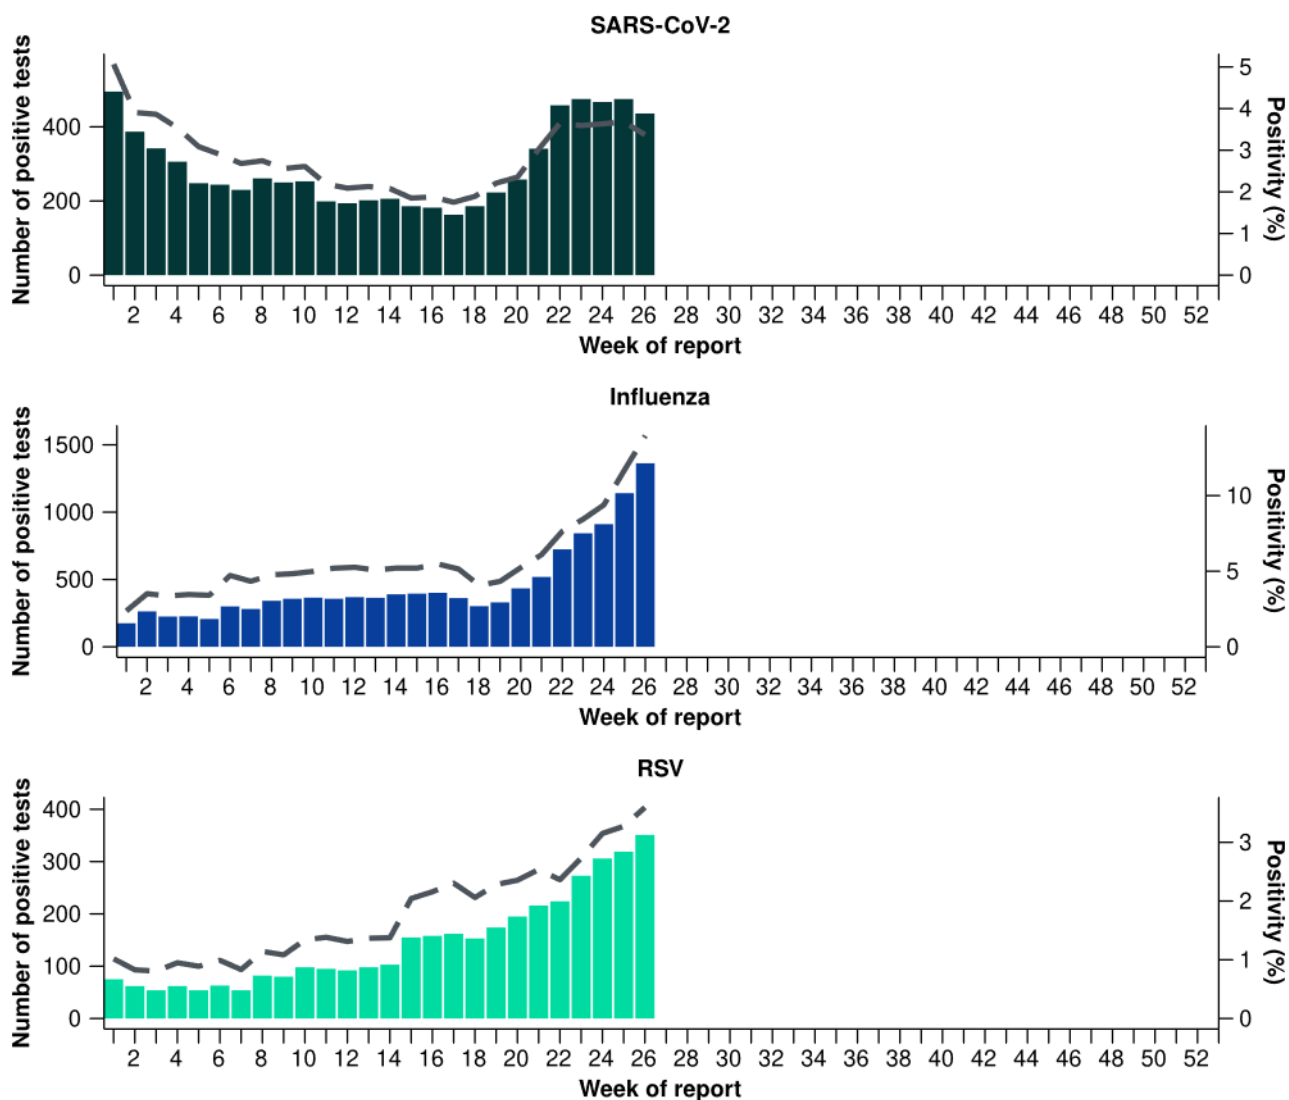 SARS-CoV-2
Number of positive tests
400
200
0
5
4
3
2
1
0
Positivity (%)
2 4 6 8 10 12 14 16 18 20 22 24 26 28 30 32 34 36 38 40 42 44 46 48 50 52
Week of report
Influenza
Number of positive tests
1500
1000
500
0
10
5
0
Positivity (%)
2 4 6 8 10 12 14 16 18 20 22 24 26 28 30 32 34 36 38 40 42 44 46 48 50 52
Week of report
RSV
Number of positive tests
400
300
200
100
0
3
2
1
0
Positivity (%)
2 4 6 8 10 12 14 16 18 20 22 24 26 28 30 32 34 36 38 40 42 44 46 48 50 52
Week of report